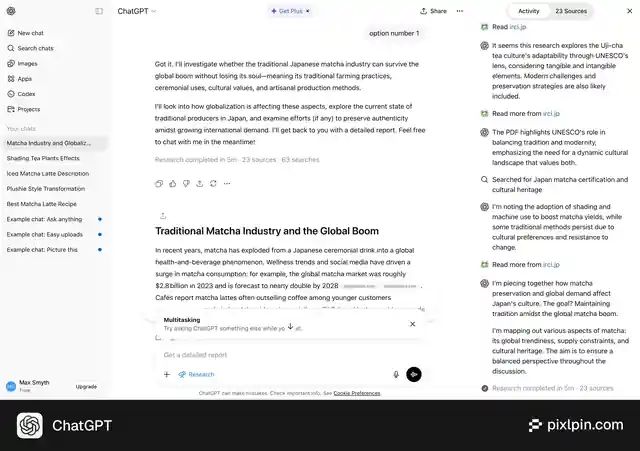 New chat
Search chats
Images
Apps
Codex
Projects
Your chats
Matcha Industry and Globaliz...
Shading Tea Plants Effects
Iced Matcha Latte Description
Plushie Style Transformation
Best Matcha Latte Recipe
Example chat: Ask anything
Example chat: Easy uploads
Example chat: Picture this
Max Smyth
Free
Upgrade
ChatGPT
Get Plus
Share
option number 1
Got it. I'll investigate whether the traditional Japanese matcha industry can survive the
global boom without losing its soul—meaning its traditional farming practices,
ceremonial uses, cultural values, and artisanal production methods.
I'll look into how globalization is affecting these aspects, explore the current state of
traditional producers in Japan, and examine efforts (if any) to preserve authenticity
amidst growing international demand. I'll get back to you with a detailed report. Feel free
to chat with me in the meantime!
Research completed in 5m · 23 sources · 63 searches
Traditional Matcha Industry and the Global Boom
In recent years, matcha has exploded from a Japanese ceremonial drink into a global
health-and-beverage phenomenon. Wellness trends and social media have driven a
surge in matcha consumption: for example, the global matcha market was roughly
$2.8 billion in 2023 and is forecast to nearly double by 2028
Cafés report matcha lattes often outselling coffee among younger customers
Multitasking
Try asking ChatGPT something else while yo at.
Get a detailed report
Research
ChatGPT can make mistakes. Check important info. See Cookie Preferences.
Activity
23 Sources
Read irci.jp
It seems this research explores the Uji-cha
tea culture's adaptability through UNESCO's
lens, considering tangible and intangible
elements. Modern challenges and
preservation strategies are also likely
included.
Read more from irci.jp
The PDF highlights UNESCO's role in
balancing tradition and modernity,
emphasizing the need for a dynamic cultural
landscape that values both.
Searched for Japan matcha certification and
cultural heritage
I'm noting the adoption of shading and
machine use to boost matcha yields, while
some traditional methods persist due to
cultural preferences and resistance to
change.
Read more from irci.jp
I'm piecing together how matcha
preservation and global demand affect
Japan's culture. The goal? Maintaining
tradition amidst the global matcha boom.
I'm mapping out various aspects of matcha:
its global trendiness, supply constraints, and
cultural heritage. The aim is to ensure a
balanced perspective throughout the
discussion.
Research completed in 5m · 23 sources
ChatGPT
pixlpin.com